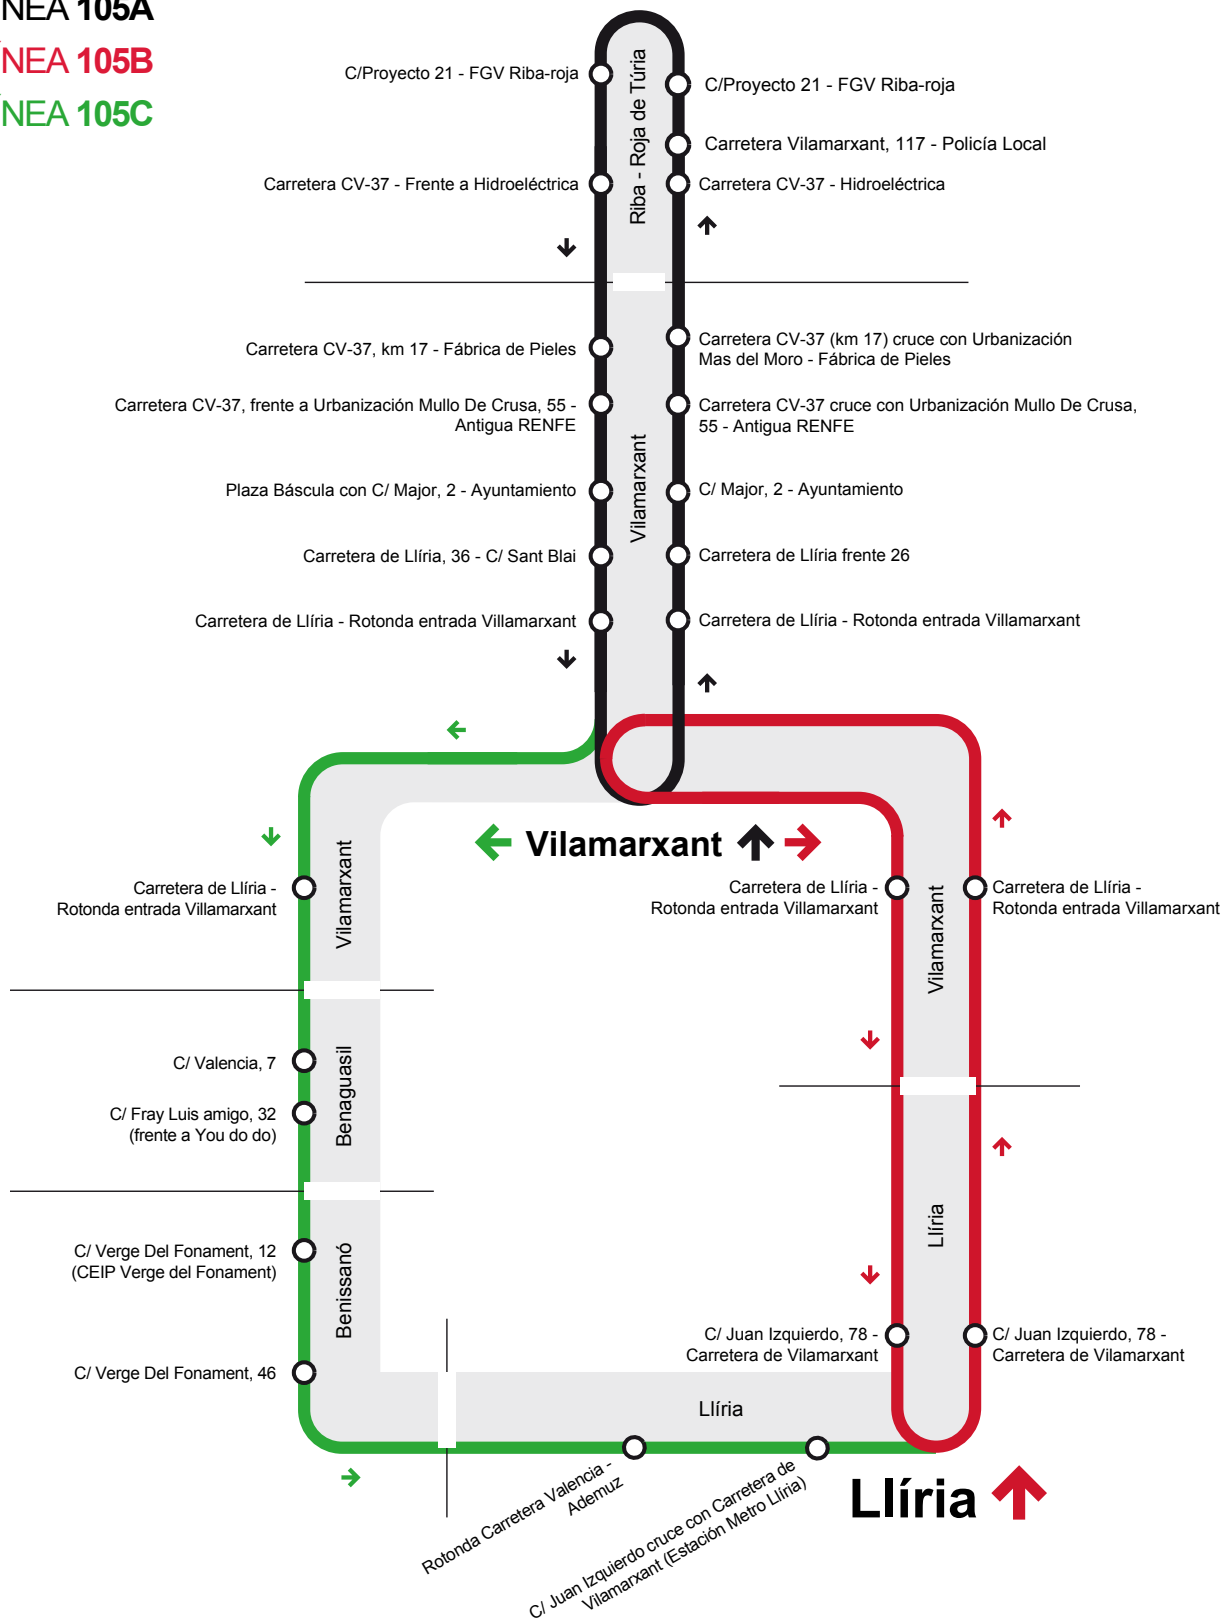 NEA 105A
ÍNEA 105B
ÍNEA 105C
C/Proyecto 21 - FGV Riba-roja
C/Proyecto 21 - FGV Riba-roja
Carretera Vilamarxant, 117 - Policía Local
Carretera CV-37 - Frente a Hidroeléctrica
Carretera CV-37 - Hidroeléctrica
Riba - Roja de Túria
Carretera CV-37, km 17 - Fábrica de Pieles
Carretera CV-37 (km 17) cruce con Urbanización
Mas del Moro - Fábrica de Pieles
Carretera CV-37, frente a Urbanización Mullo De Crusa, 55 -
Antigua RENFE
Carretera CV-37 cruce con Urbanización Mullo De Crusa,
55 - Antigua RENFE
Vilamarxant
Plaza Báscula con C/ Major, 2 - Ayuntamiento
C/ Major, 2 - Ayuntamiento
Carretera de Llíria, 36 - C/ Sant Blai
Carretera de Llíria frente 26
Carretera de Llíria - Rotonda entrada Villamarxant
Carretera de Llíria - Rotonda entrada Villamarxant
Vilamarxant
Carretera de Llíria -
Rotonda entrada Villamarxant
Vilamarxant
Carretera de Llíria -
Rotonda entrada Villamarxant
Vilamarxant
Carretera de Llíria -
Rotonda entrada Villamarxant
C/ Valencia, 7
C/ Fray Luis amigo, 32
(frente a You do do)
Benaguasil
C/ Verge Del Fonament, 12
(CEIP Verge del Fonament)
Benissanó
C/ Verge Del Fonament, 46
Llíria
C/ Juan Izquierdo, 78 -
Carretera de Vilamarxant
C/ Juan Izquierdo, 78 -
Carretera de Vilamarxant
Llíria
Rotonda Carretera Valencia -
Ademuz
C/ Juan Izquierdo cruce con Carretera de
Vilamarxant (Estación Metro Llíria)
Llíria